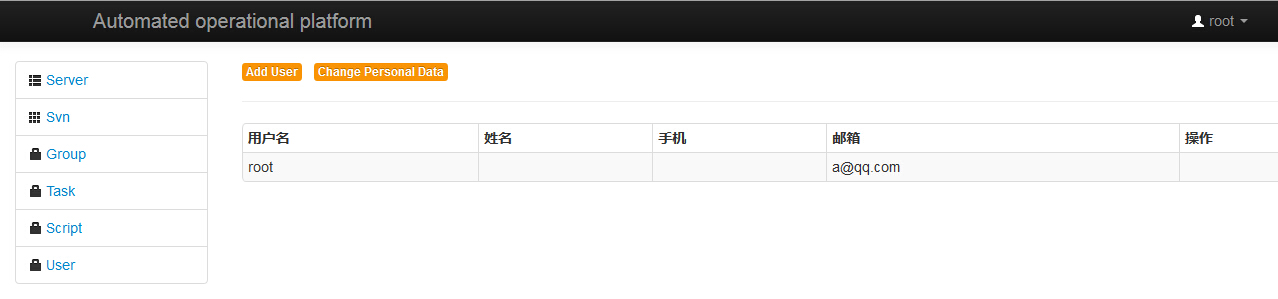 Automated operational platform root
Server
Svn
Group
Task
Script
User
Add User Change Personal Data
用户名 姓名 手机 邮箱 操作
root a@qq.com